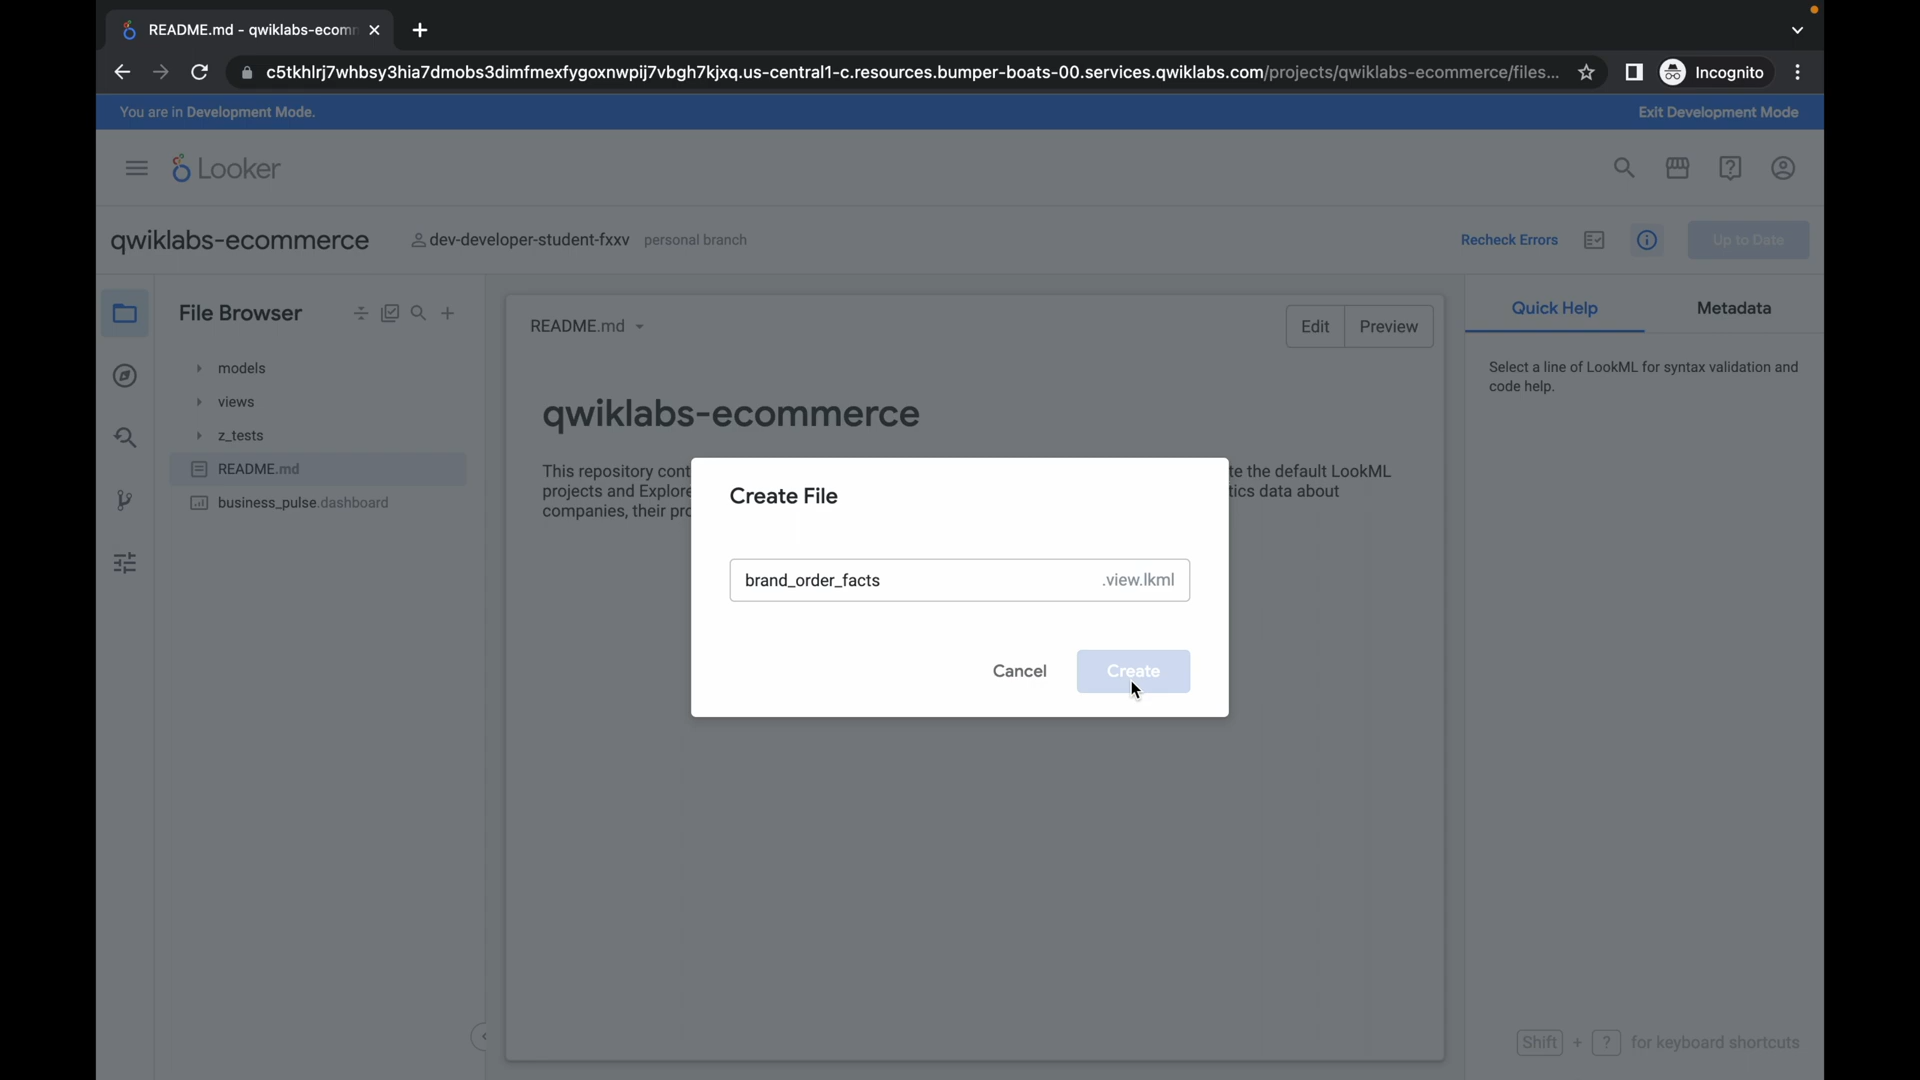 README.md - qwiklabs-ecomm
c5tkhlrj7whbsy3hia7dmobs3dimfmexfygoxnwpij7vbgh7kjxq.us-central1-c.resources.bumper-boats-00.services.qwiklabs.com/projects/qwiklabs-ecommerce/files...
Incognito
You are in Development Mode.
Exit Development Mode
Looker
qwiklabs-ecommerce
dev-developer-student-fxxv personal branch
Recheck Errors
Up to Date
File Browser
models
views
z_tests
README.md
business_pulse.dashboard
README.md
Edit
Preview
qwiklabs-ecommerce
This repository cont
te the default LookML
projects and Explore
tics data about
companies, their pro
Create File
brand_order_facts
.view.lkml
Cancel
Create
Quick Help
Metadata
Select a line of LookML for syntax validation and
code help.
Shift + ? for keyboard shortcuts